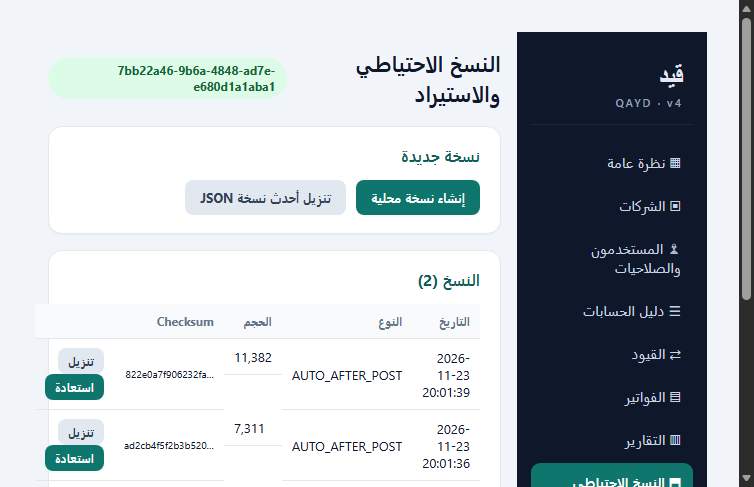 قيد
QAYD · v4
نظرة عامة
الشركات
المستخدمون
والصلاحيات
دليل الحسابات
القيود
الفواتير
التقارير
النسخ الاحتياطي
النسخ الاحتياطي
والاستيراد
7bb22a46-9b6a-4848-ad7e-
e680d1a1aba1
نسخة جديدة
إنشاء نسخة محلية
تنزيل أحدث نسخة JSON
النسخ (2)
التاريخ النوع الحجم Checksum
2026-
11-23
20:01:39
AUTO_AFTER_POST
11,382
822e0a7f906232fa...
تنزيل
استعادة
2026-
11-23
20:01:36
AUTO_AFTER_POST
7,311
ad2cb4f5f2b3b520...
تنزيل
استعادة